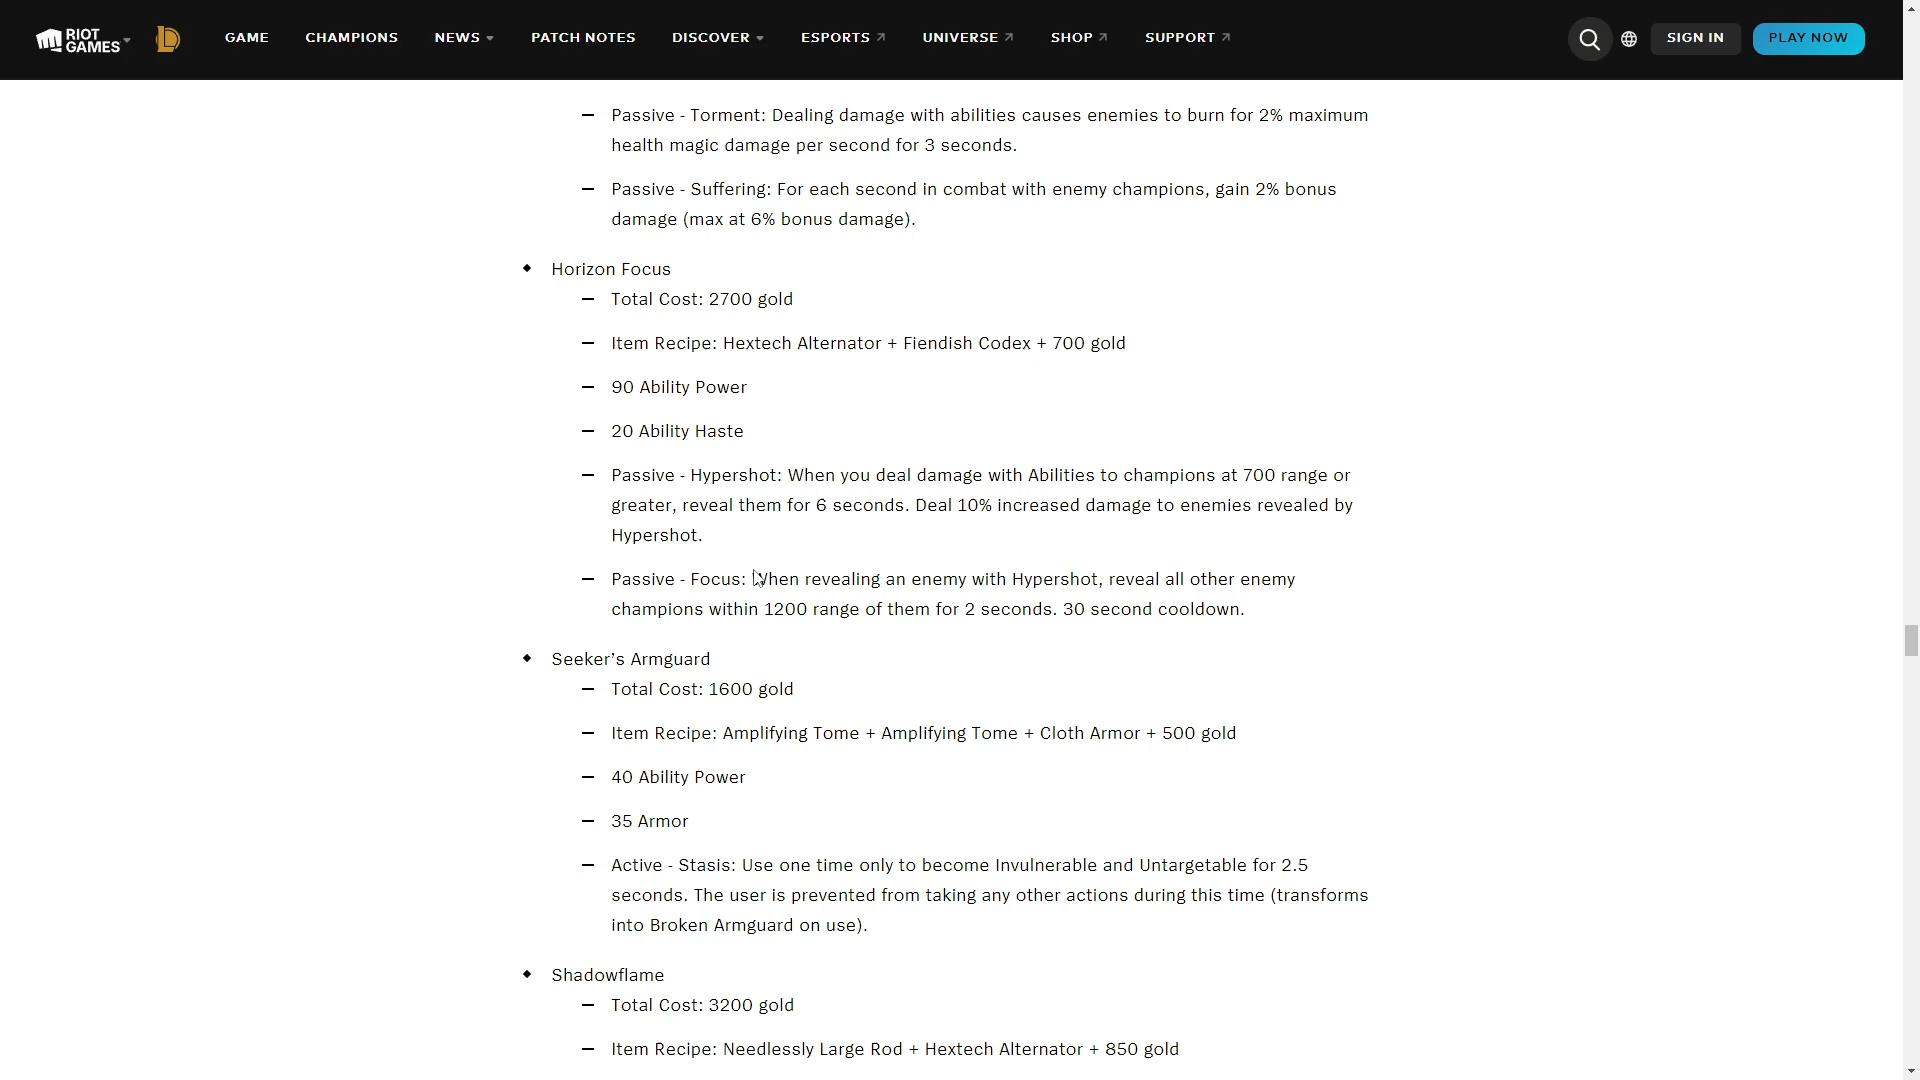 RIOT GAMES
GAME
CHAMPIONS
NEWS
PATCH NOTES
DISCOVER
ESPORTS
UNIVERSE
SHOP
SUPPORT
SIGN IN
PLAY NOW
Passive - Torment: Dealing damage with abilities causes enemies to burn for 2% maximum
health magic damage per second for 3 seconds.
Passive - Suffering: For each second in combat with enemy champions, gain 2% bonus
damage (max at 6% bonus damage).
Horizon Focus
Total Cost: 2700 gold
Item Recipe: Hextech Alternator + Fiendish Codex + 700 gold
90 Ability Power
20 Ability Haste
Passive - Hypershot: When you deal damage with Abilities to champions at 700 range or
greater, reveal them for 6 seconds. Deal 10% increased damage to enemies revealed by
Hypershot.
Passive - Focus: When revealing an enemy with Hypershot, reveal all other enemy
champions within 1200 range of them for 2 seconds. 30 second cooldown.
Seeker’s Armguard
Total Cost: 1600 gold
Item Recipe: Amplifying Tome + Amplifying Tome + Cloth Armor + 500 gold
40 Ability Power
35 Armor
Active - Stasis: Use one time only to become Invulnerable and Untargetable for 2.5
seconds. The user is prevented from taking any other actions during this time (transforms
into Broken Armguard on use).
Shadowflame
Total Cost: 3200 gold
Item Recipe: Needlessly Large Rod + Hextech Alternator + 850 gold